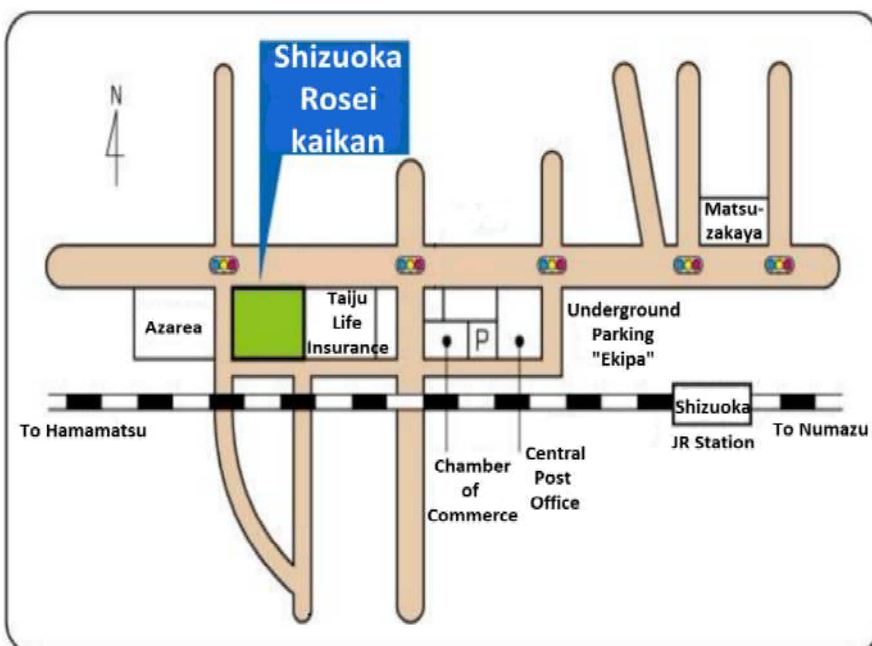 Shizuoka
Rosei
kaikan
N
Matsu-
zakaya
Azarea
Taiju
Life
Insurance
P
Underground
Parking
"Ekipa"
Shizuoka
JR Station
To Hamamatsu
To Numazu
Chamber
of
Commerce
Central
Post
Office